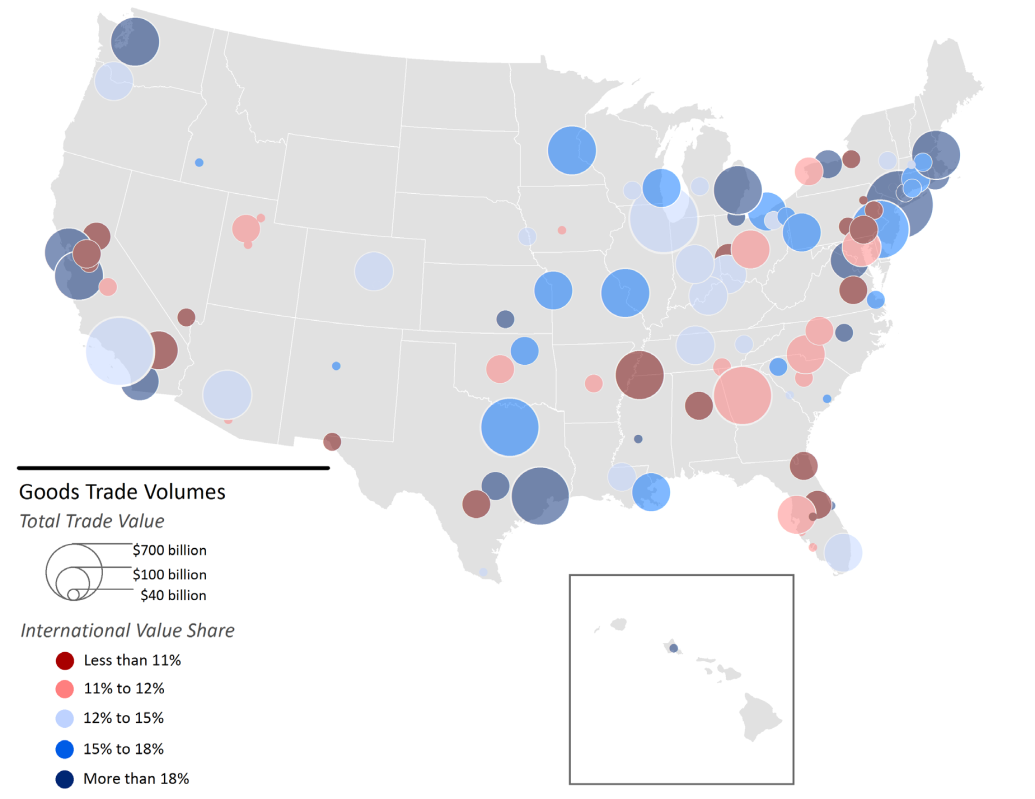 Goods Trade Volumes
Total Trade Value
$700 billion
$100 billion
$40 billion
International Value Share
Less than 11%
11% to 12%
12% to 15%
15% to 18%
More than 18%